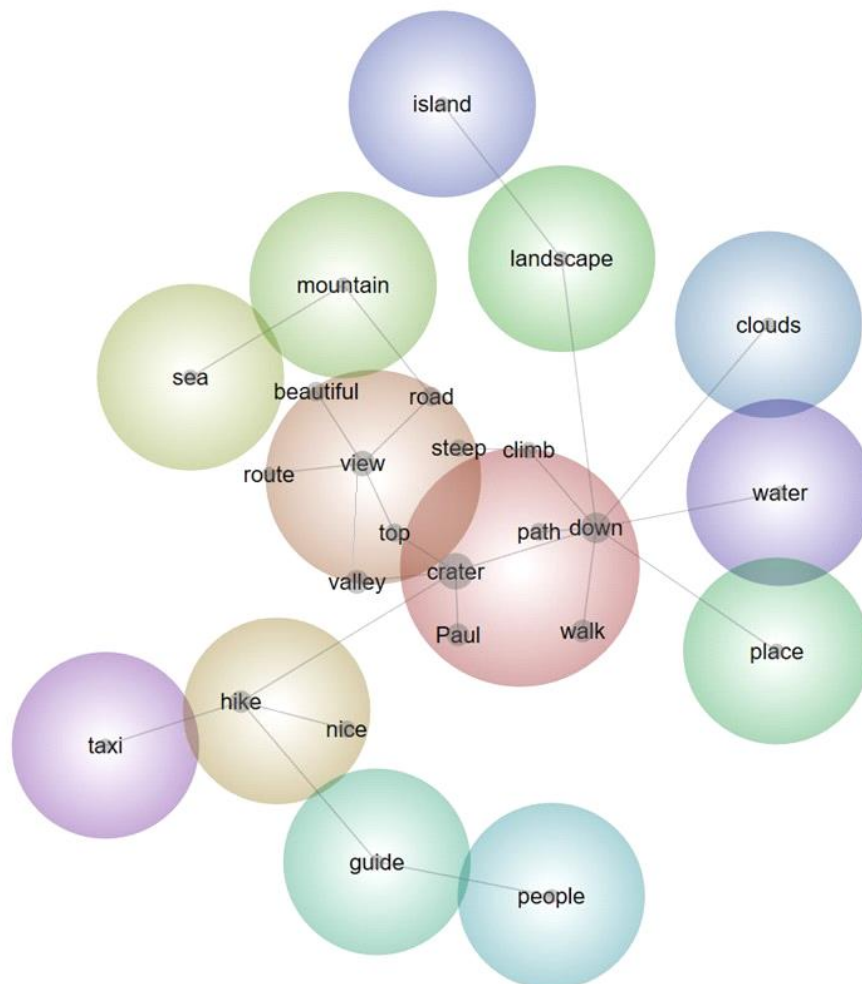 island
landscape
mountain
clouds
sea
beautiful
road
steep
climb
view
route
water
top
path
down
crater
valley
Paul
walk
place
hike
nice
taxi
guide
people